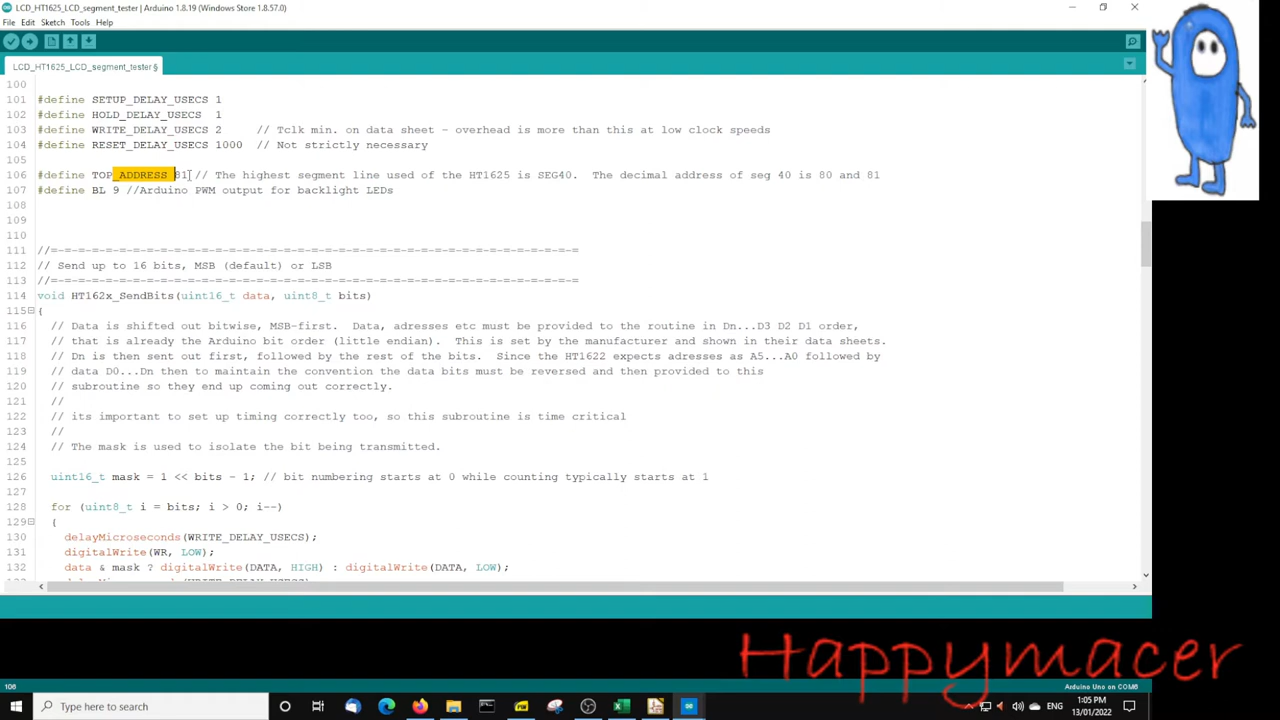 LCD_HT1625_LCD_segment_tester | Arduino 1.8.19 (Windows Store 1.8.57.0)
File Edit Sketch Tools Help
LCD_HT1625_LCD_segment_tester §
100
101 #define SETUP_DELAY_USECS 1
102 #define HOLD_DELAY_USECS 1
103 #define WRITE_DELAY_USECS 2 // Tclk min. on data sheet - overhead is more than this at low clock speeds
104 #define RESET_DELAY_USECS 1000 // Not strictly necessary
105
106 #define TOP_ADDRESS 81 // The highest segment line used of the HT1625 is SEG40. The decimal address of seg 40 is 80 and 81
107 #define BL 9 //Arduino PWM output for backlight LEDs
108
109
110
111 //=-=-=-=-=-=-=-=-=-=-=-=-=-=-=-=-=-=-=-=-=-=-=-=-=-=-=-=-=-=-=-=-=-=-=-=-=-=-=
112 // Send up to 16 bits, MSB (default) or LSB
113 //=-=-=-=-=-=-=-=-=-=-=-=-=-=-=-=-=-=-=-=-=-=-=-=-=-=-=-=-=-=-=-=-=-=-=-=-=-=-=
114 void HT162x_SendBits(uint16_t data, uint8_t bits)
115 {
116 // Data is shifted out bitwise, MSB-first. Data, adresses etc must be provided to the routine in Dn...D3 D2 D1 order,
117 // that is already the Arduino bit order (little endian). This is set by the manufacturer and shown in their data sheets.
118 // Dn is then sent out first, followed by the rest of the bits. Since the HT1622 expects adresses as A5...A0 followed by
119 // data D0...Dn then to maintain the convention the data bits must be reversed and then provided to this
120 // subroutine so they end up coming out correctly.
121 //
122 // its important to set up timing correctly too, so this subroutine is time critical
123 //
124 // The mask is used to isolate the bit being transmitted.
125
126 uint16_t mask = 1 << bits - 1; // bit numbering starts at 0 while counting typically starts at 1
127
128 for (uint8_t i = bits; i > 0; i--)
129 {
130 delayMicroseconds(WRITE_DELAY_USECS);
131 digitalWrite(WR, LOW);
132 data & mask ? digitalWrite(DATA, HIGH) : digitalWrite(DATA, LOW);
Happymacer
106
Arduino Uno on COM6
Type here to search
ENG
1:05 PM
13/01/2022